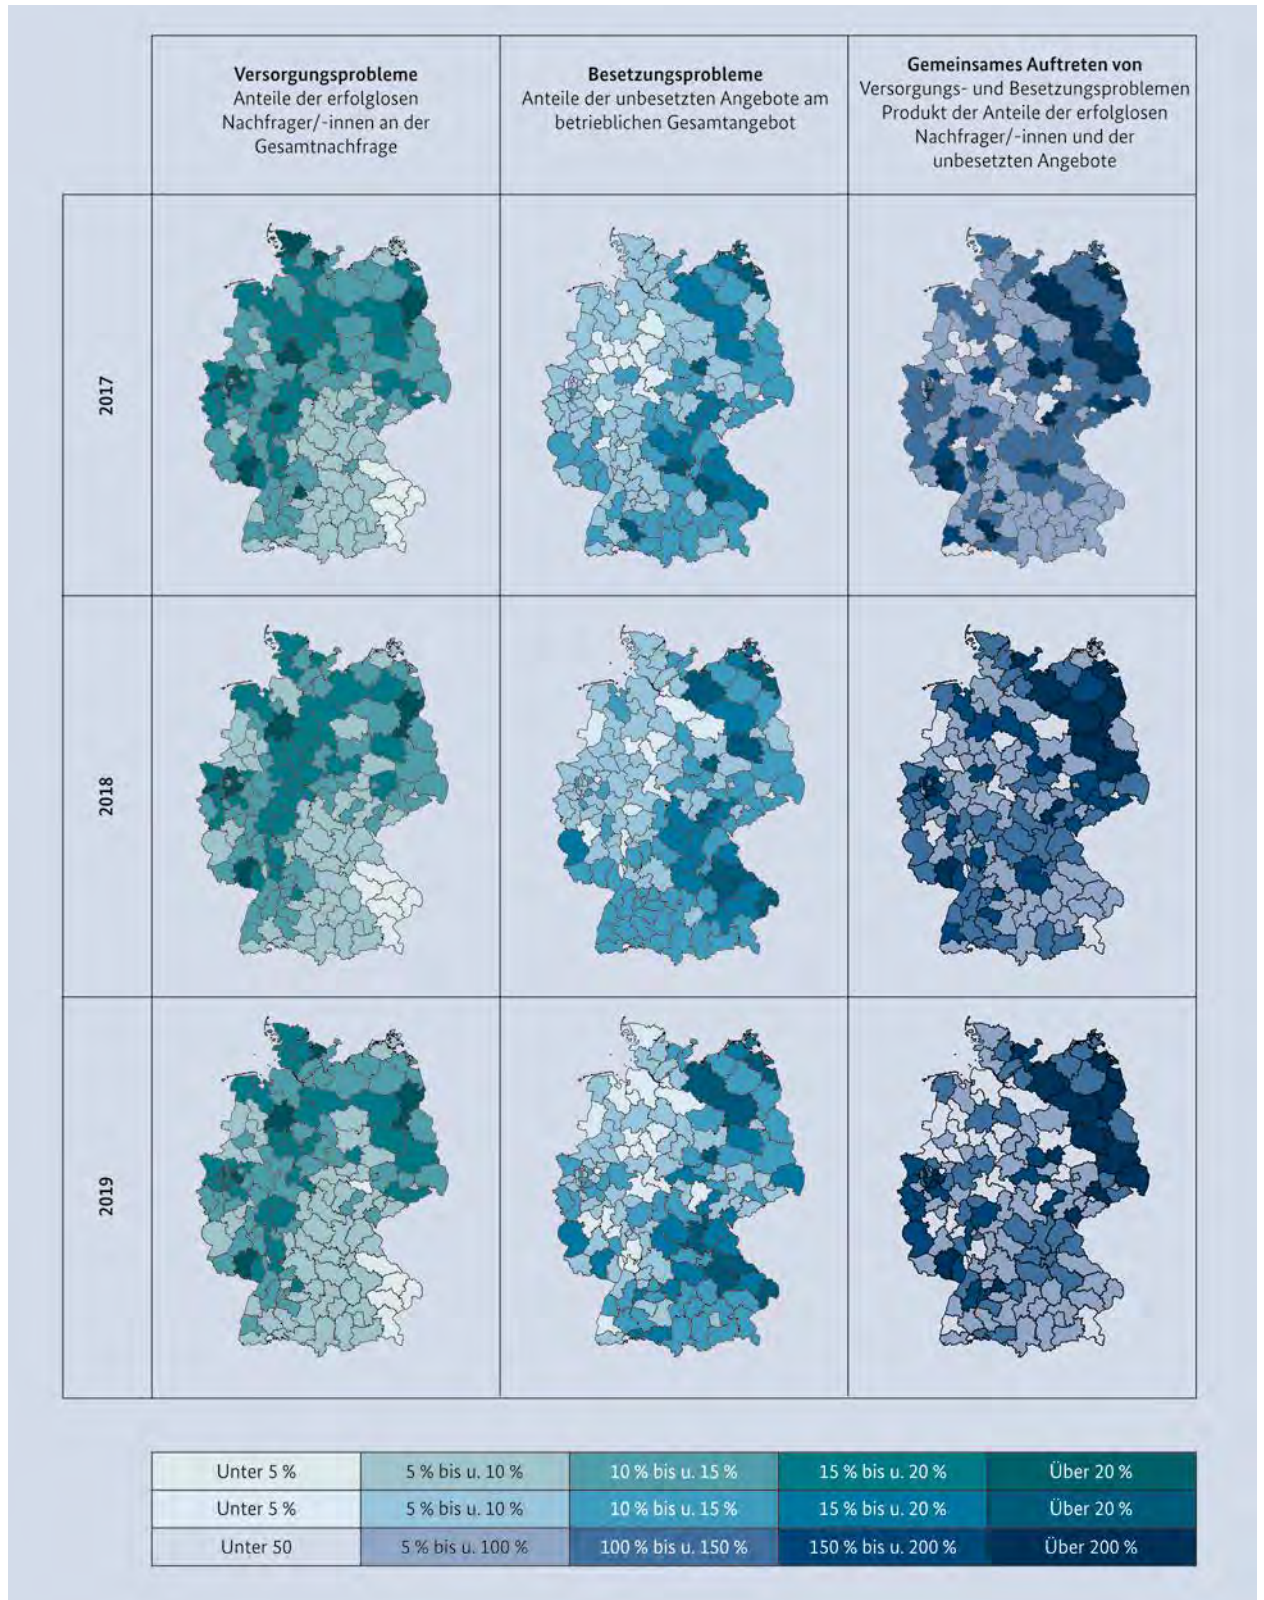 Versorgungsprobleme
Anteile der erfolglosen
Nachfrager/-innen an der
Gesamtnachfrage
Besetzungsprobleme
Anteile der unbesetzten Angebote am
betrieblichen Gesamtangebot
Gemeinsames Auftreten von
Versorgungs- und Besetzungsproblemen
Produkt der Anteile der erfolglosen
Nachfrager/-innen und der
unbesetzten Angebote
2017
2018
2019
Unter 5 % 5 % bis u. 10 % 10 % bis u. 15 % 15 % bis u. 20 % Über 20 %
Unter 5 % 5 % bis u. 10 % 10 % bis u. 15 % 15 % bis u. 20 % Über 20 %
Unter 50 5 % bis u. 100 % 100 % bis u. 150 % 150 % bis u. 200 % Über 200 %